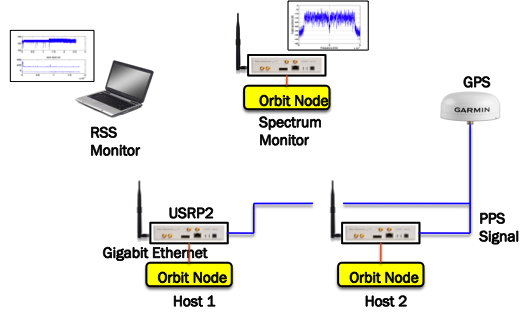 Orbit Node
GPS
GARMIN
RSS
Monitor
Spectrum
Monitor
USRP2
PPS
Signal
Gigabit Ethernet
Orbit Node
Orbit Node
Host 1
Host 2